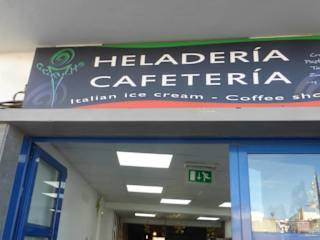 HELADERÍA
CAFETERÍA
Italian ice cream - Coffee sho